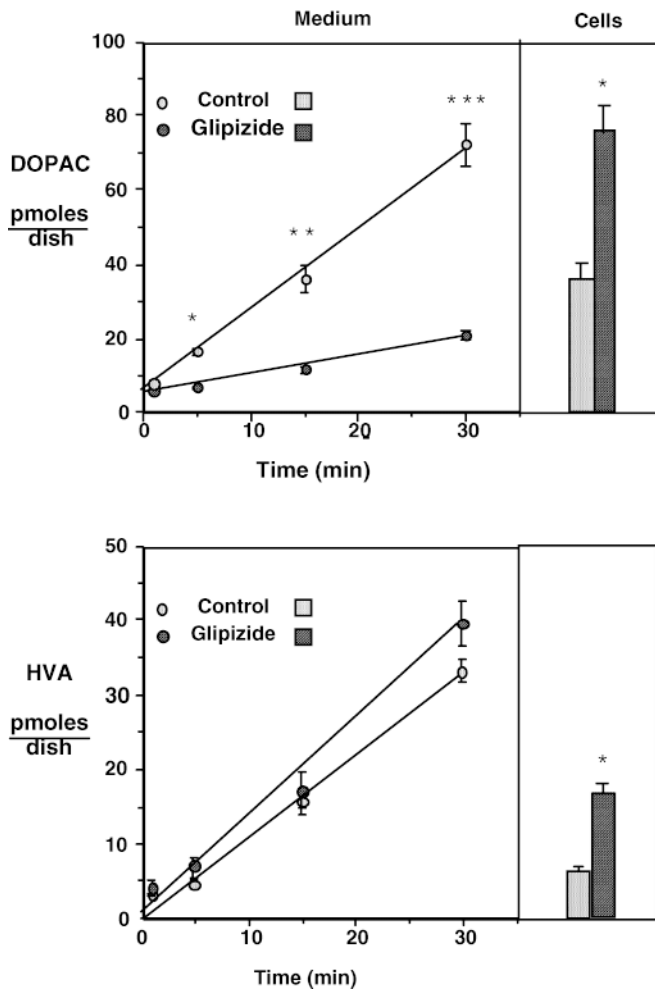 Medium Cells
100
80
60
40
20
0
DOPAC
pmoles
dish
Control
Glipizide
*
* *
* * *
*
0 10 20 30
Time (min)
50
40
30
20
10
0
HVA
pmoles
dish
Control
Glipizide
*
0 10 20 30
Time (min)